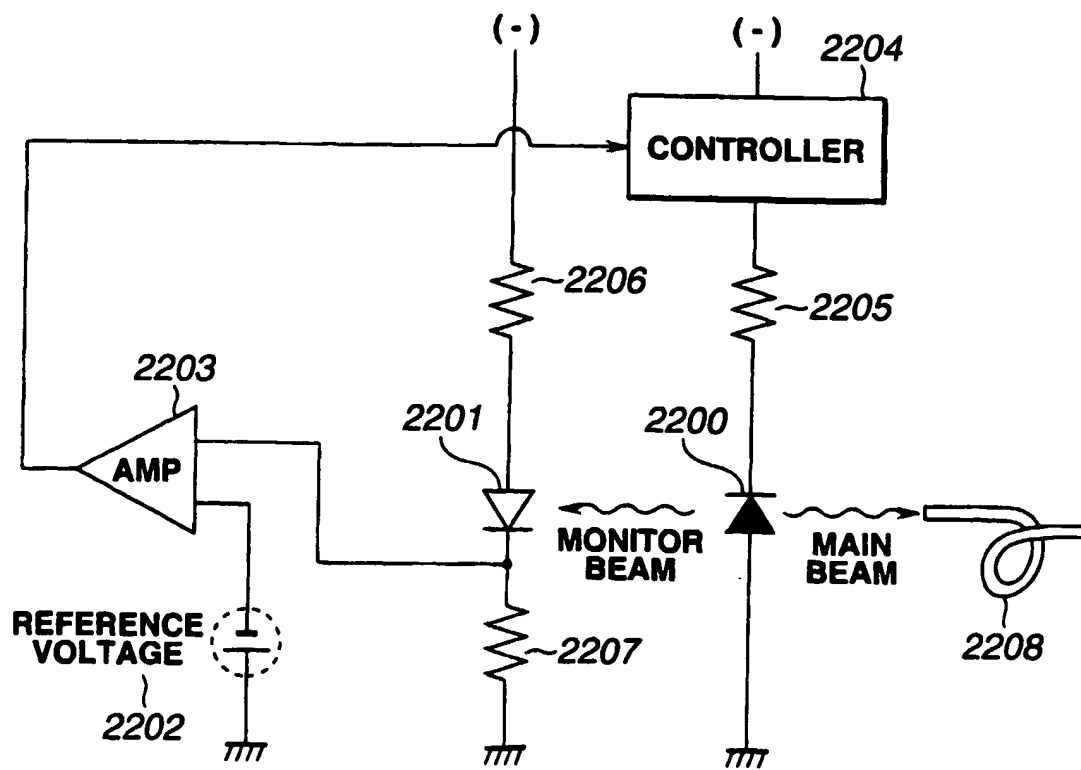 (-)
(-)
2204
CONTROLLER
2206
2205
2203
AMP
2201
2200
MONITOR
BEAM
MAIN
BEAM
REFERENCE
VOLTAGE
2202
2207
2208